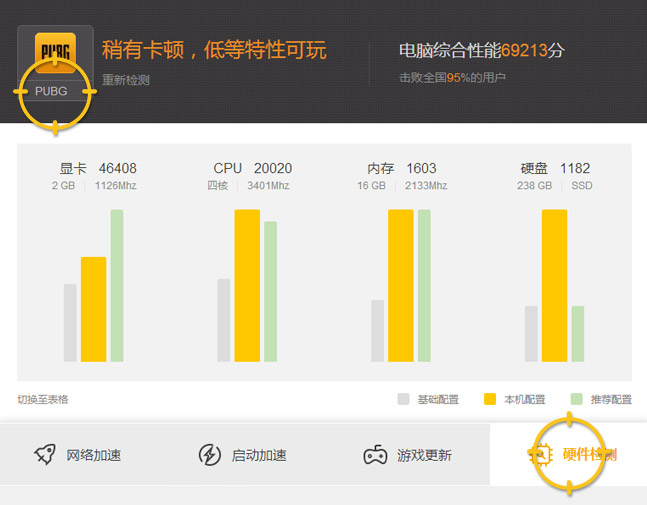 PUBG
稍有卡顿，低等特性可玩
重新检测
PUBG
电脑综合性能69213分
击败全国95%的用户
显卡 46408
2 GB 1126Mhz
CPU 20020
四核 3401Mhz
内存 1603
16 GB 2133Mhz
硬盘 1182
238 GB SSD
切换至表格
基础配置
本机配置
推荐配置
网络加速
启动加速
游戏更新
硬件检测